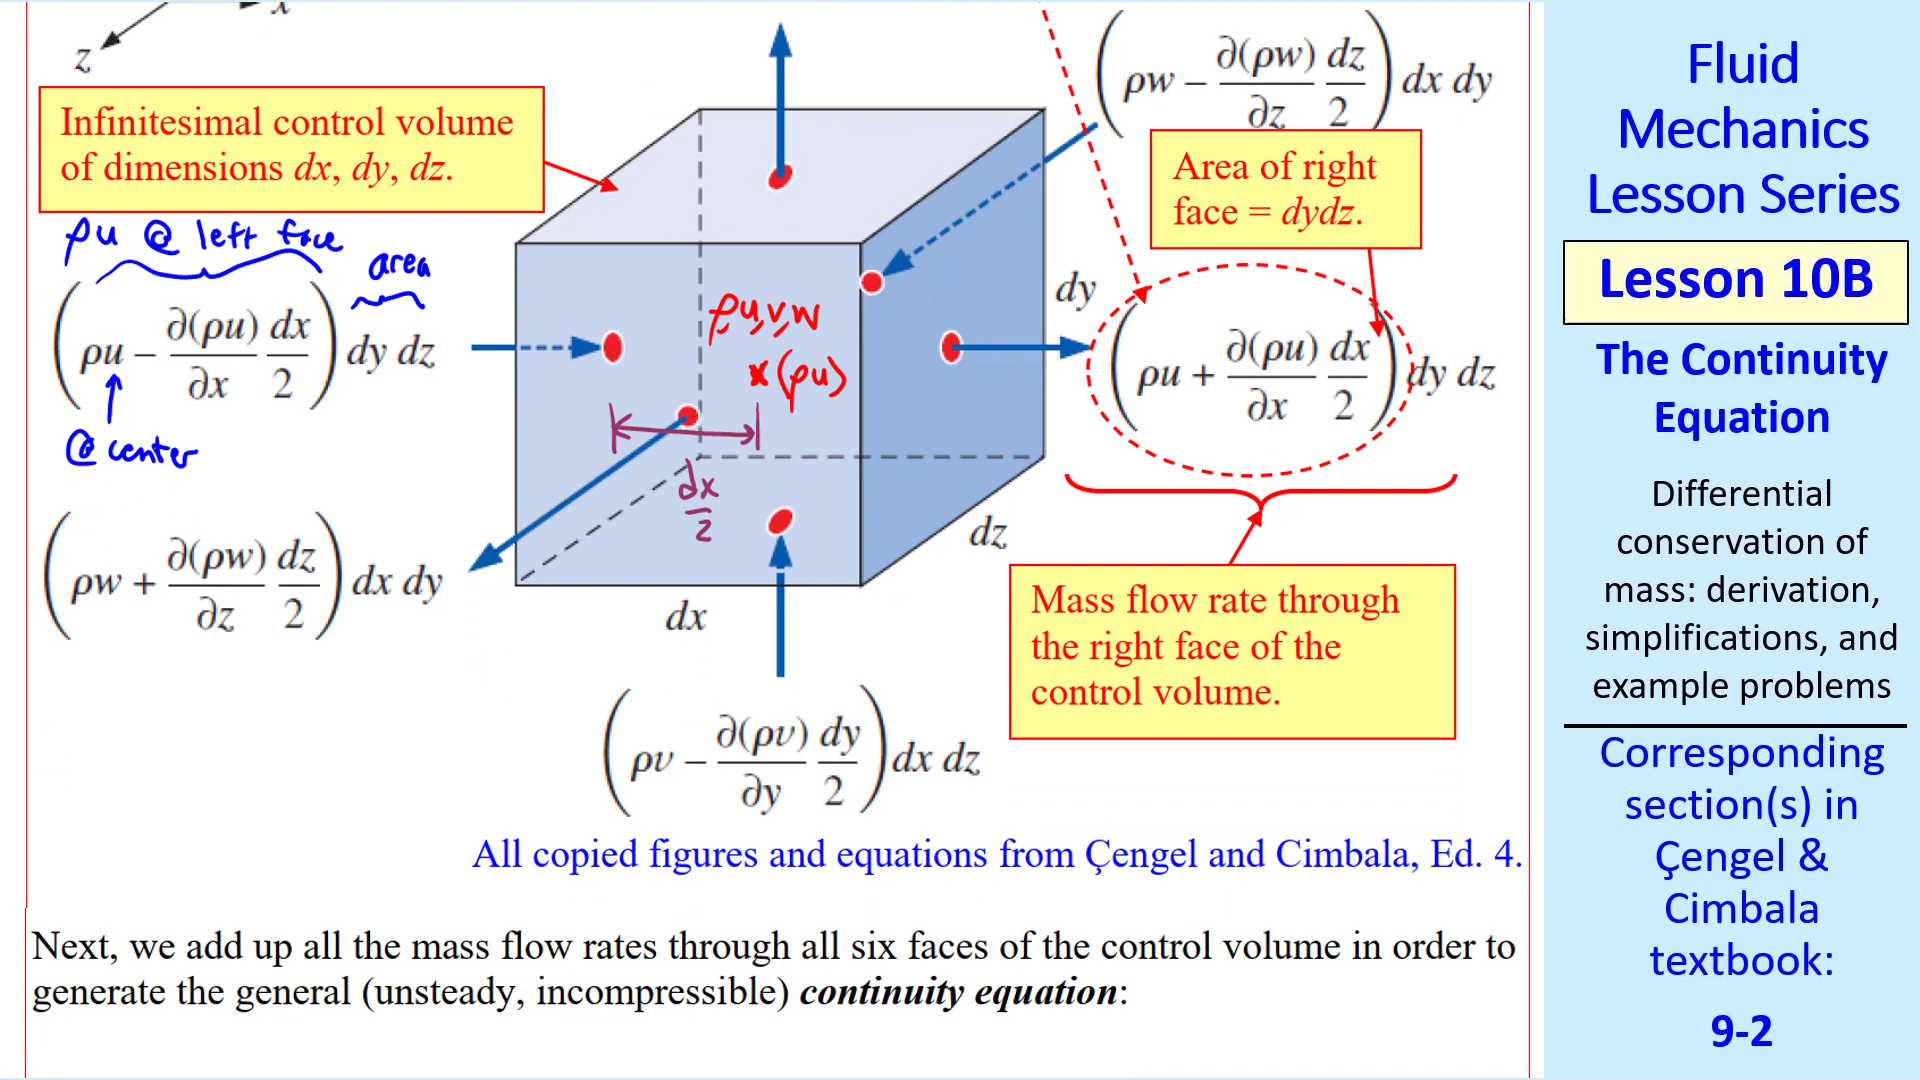 x
z
(ρw − ∂(ρw)/∂z dz/2) dx dy
Infinitesimal control volume
of dimensions dx, dy, dz.
Area of right
face = dydz.
ρu @ left face
area
(ρu − ∂(ρu)/∂x dx/2) dy dz
@ center
ρu, v, w
x (ρu)
dx/2
dy
(ρu + ∂(ρu)/∂x dx/2) dy dz
(ρw + ∂(ρw)/∂z dz/2) dx dy
dz
dx
Mass flow rate through
the right face of the
control volume.
(ρv − ∂(ρv)/∂y dy/2) dx dz
All copied figures and equations from Çengel and Cimbala, Ed. 4.
Next, we add up all the mass flow rates through all six faces of the control volume in order to
generate the general (unsteady, incompressible) continuity equation:
Fluid
Mechanics
Lesson Series
Lesson 10B
The Continuity
Equation
Differential
conservation of
mass: derivation,
simplifications, and
example problems
Corresponding
section(s) in
Çengel &
Cimbala
textbook:
9-2